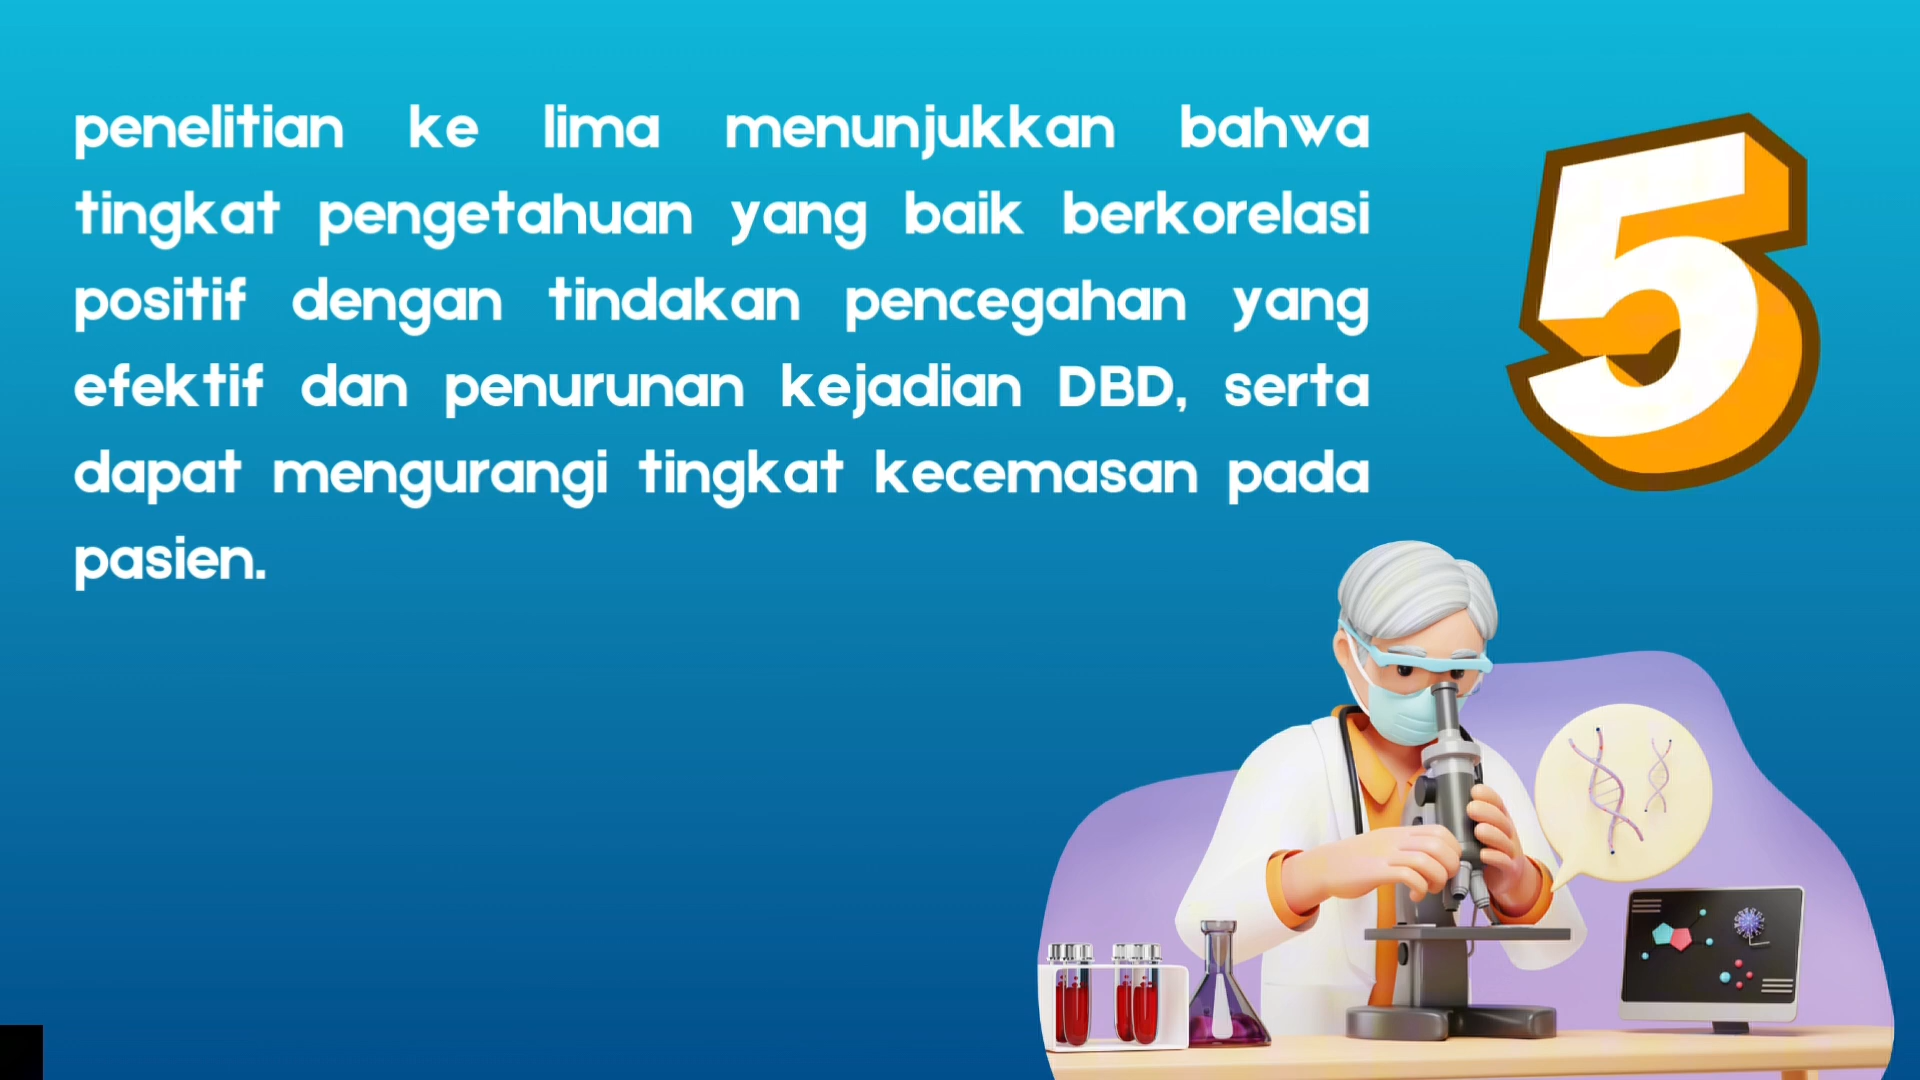 penelitian ke lima menunjukkan bahwa
tingkat pengetahuan yang baik berkorelasi
positif dengan tindakan pencegahan yang
efektif dan penurunan kejadian DBD, serta
dapat mengurangi tingkat kecemasan pada
pasien.
5